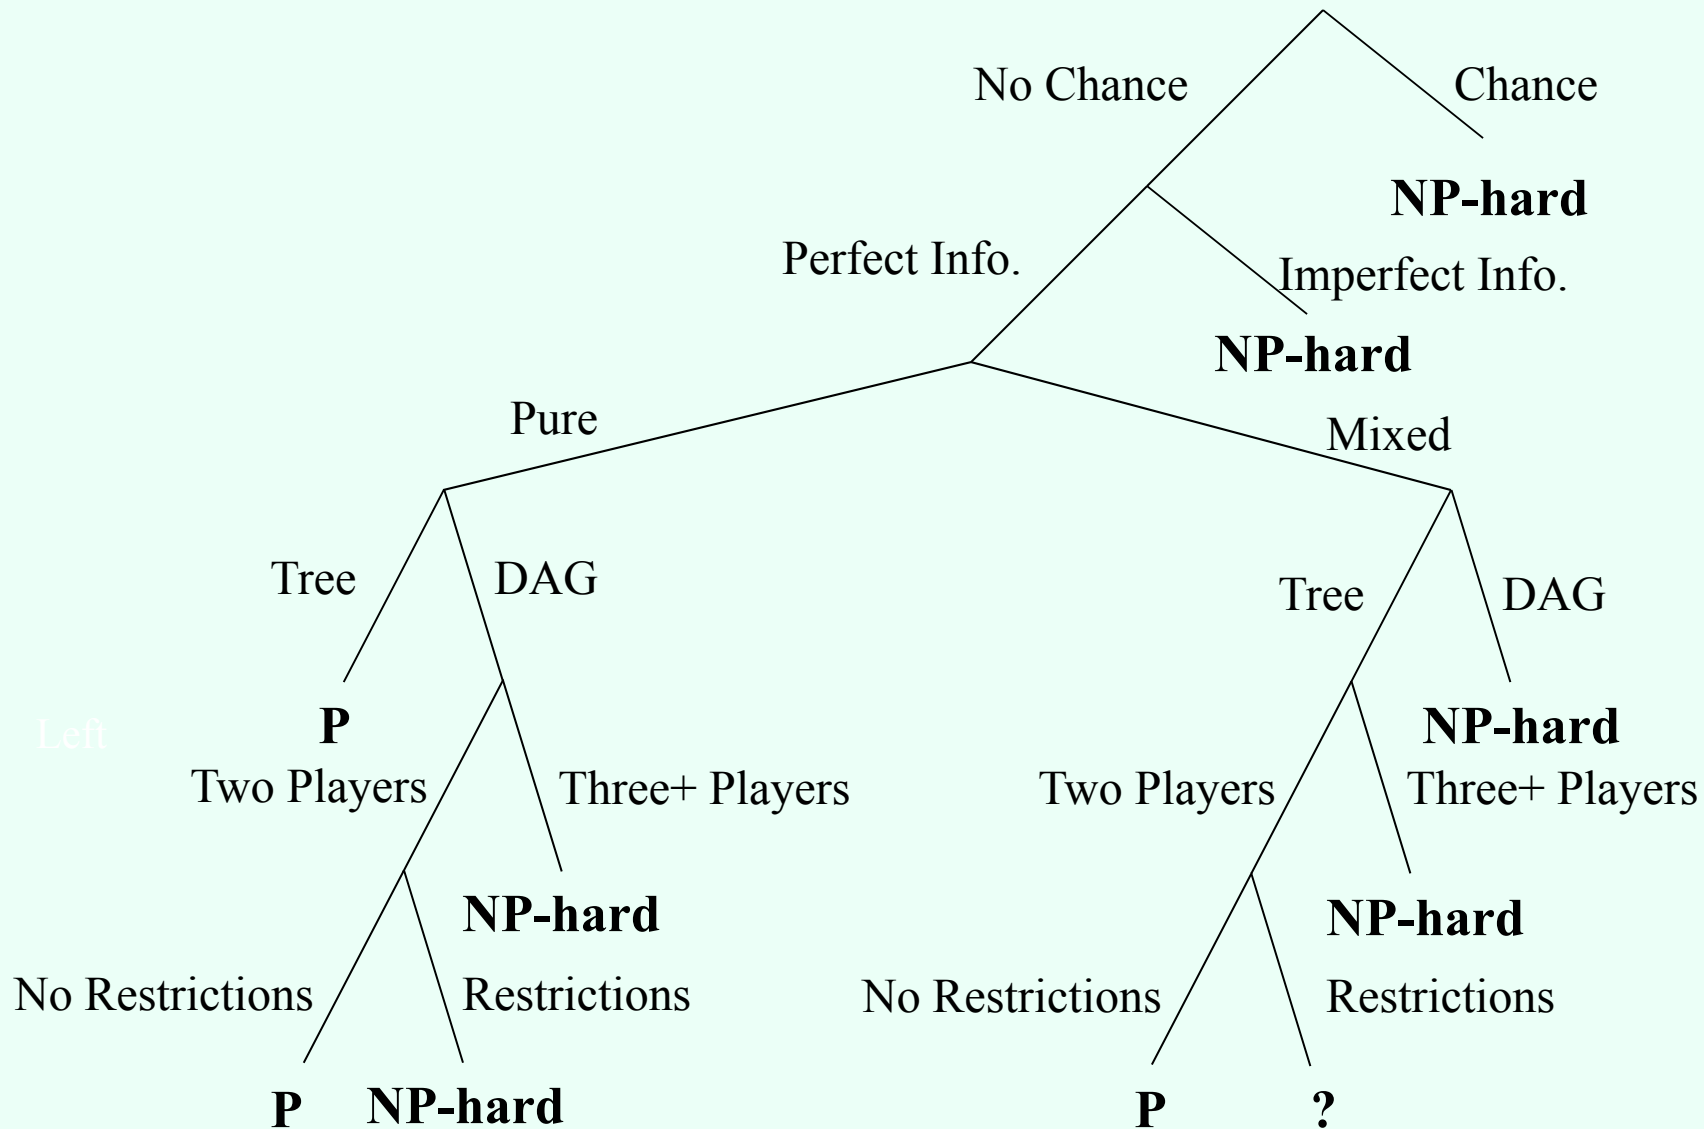 No Chance
Chance
NP-hard
Perfect Info.
Imperfect Info.
NP-hard
Pure
Mixed
Tree
DAG
Tree
DAG
P
NP-hard
Left
Two Players
Three+ Players
Two Players
Three+ Players
NP-hard
NP-hard
No Restrictions
Restrictions
No Restrictions
Restrictions
P
NP-hard
P
?